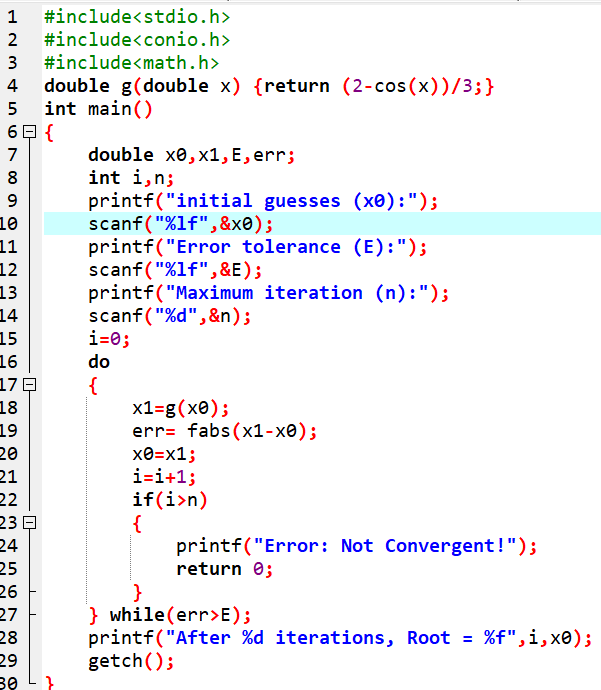 1 #include<stdio.h>
2 #include<conio.h>
3 #include<math.h>
4 double g(double x) {return (2-cos(x))/3;}
5 int main()
6 {
7 double x0,x1,E,err;
8 int i,n;
9 printf("initial guesses (x0):");
10 scanf("%lf",&x0);
11 printf("Error tolerance (E):");
12 scanf("%lf",&E);
13 printf("Maximum iteration (n):");
14 scanf("%d",&n);
15 i=0;
16 do
17 {
18 x1=g(x0);
19 err= fabs(x1-x0);
20 x0=x1;
21 i=i+1;
22 if(i>n)
23 {
24 printf("Error: Not Convergent!");
25 return 0;
26 }
27 } while(err>E);
28 printf("After %d iterations, Root = %f",i,x0);
29 getch();
30 }